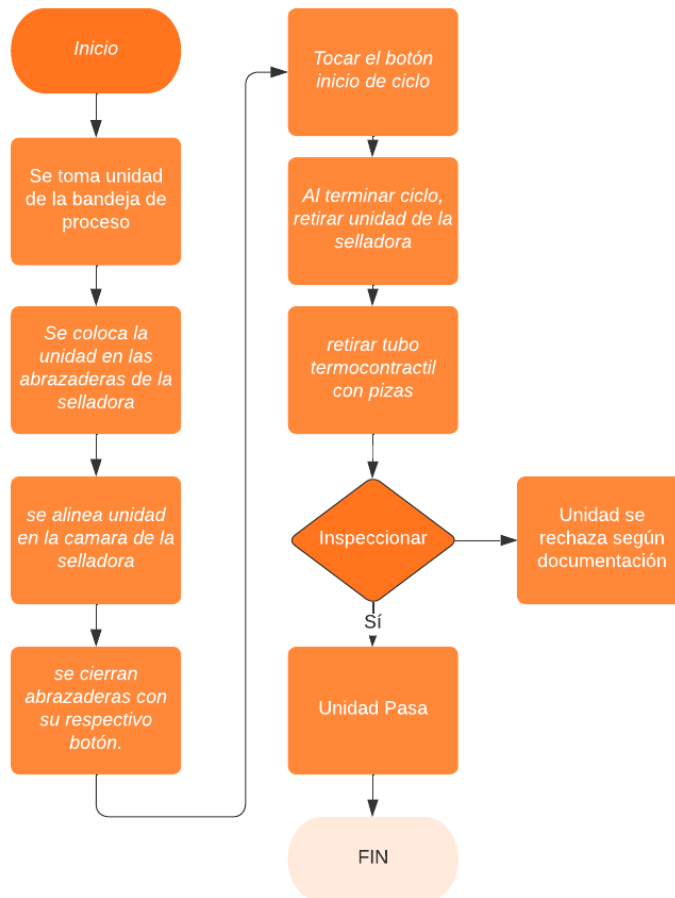 Inicio
Se toma unidad
de la bandeja de
proceso
Se coloca la
unidad en las
abrazaderas de la
selladora
se alinea unidad
en la camara de la
selladora
se cierran
abrazaderas con
su respectivo
botón.
Tocar el botón
inicio de ciclo
Al terminar ciclo,
retirar unidad de la
selladora
retirar tubo
termocontractil
con pizas
Inspeccionar
Unidad se
rechaza según
documentación
Sí
Unidad Pasa
FIN